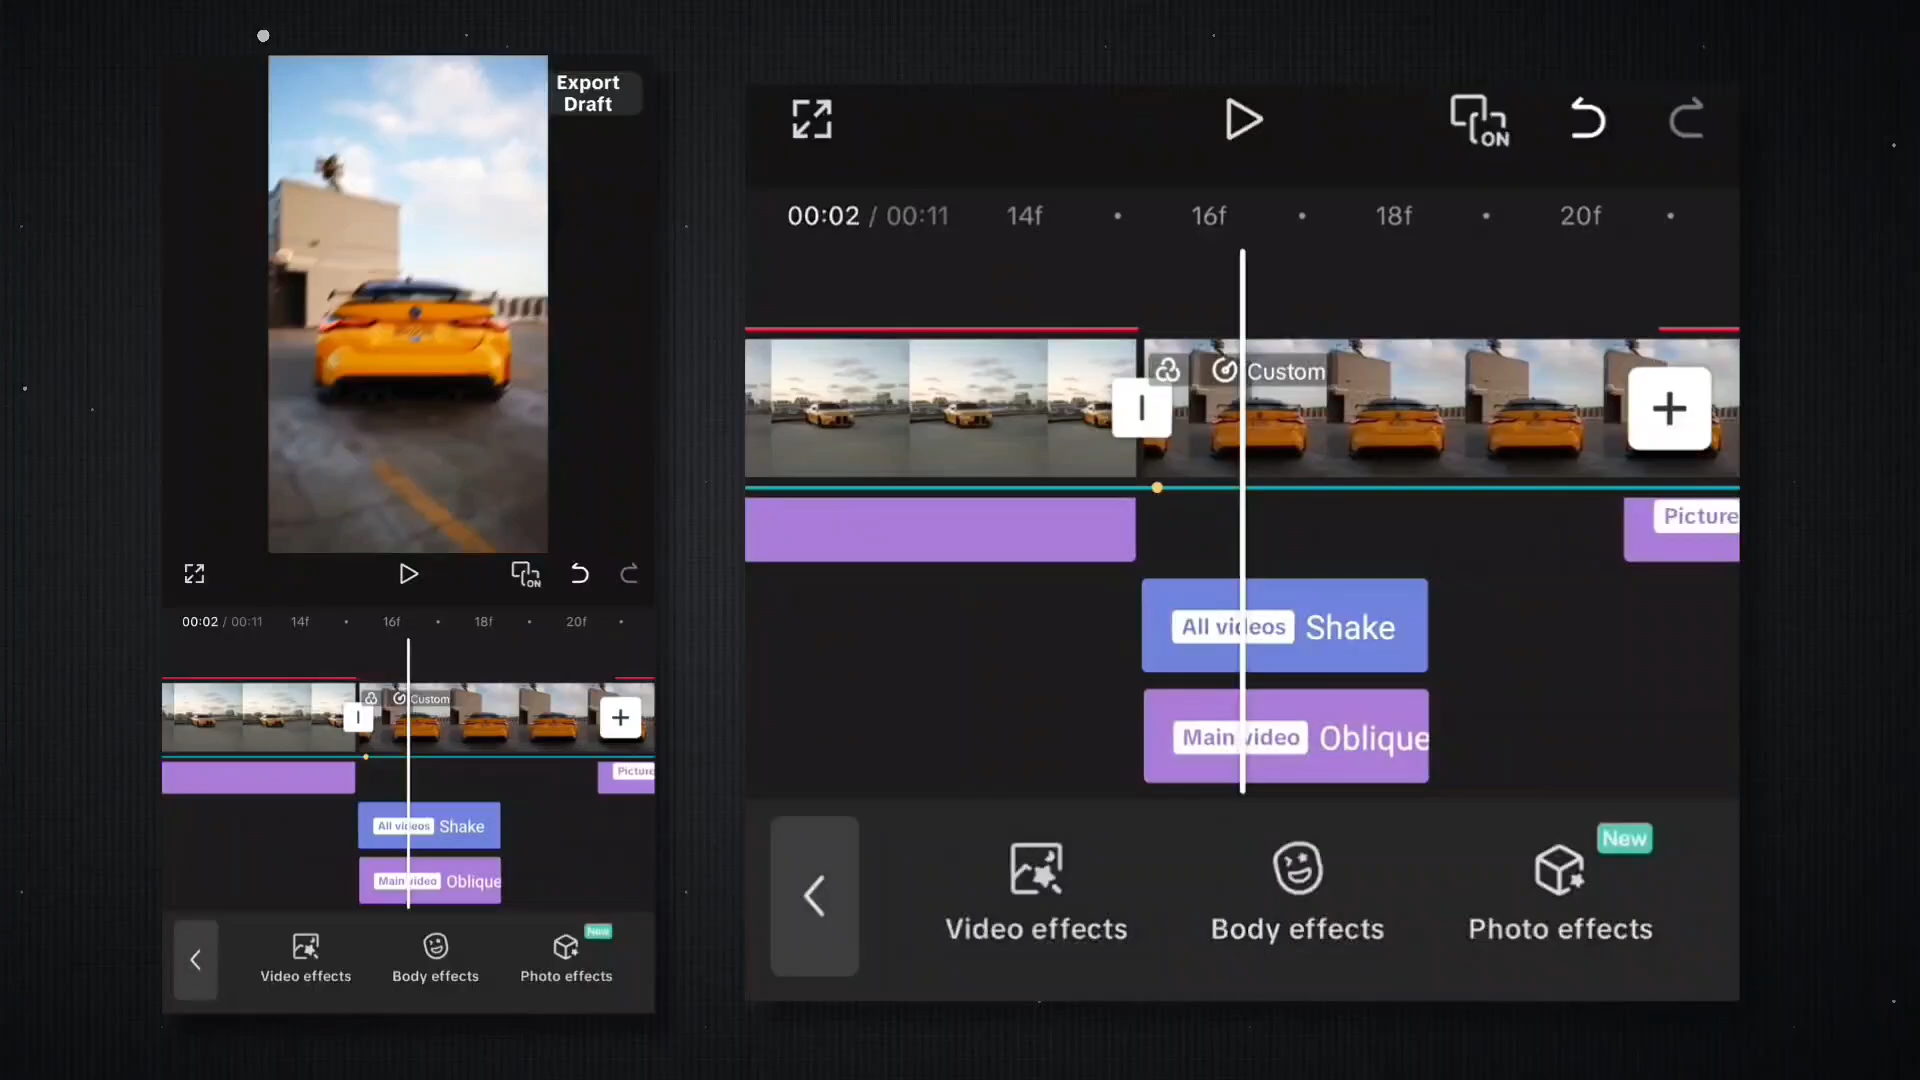 Export
Draft
ON
00:02 / 00:11 14f 16f 18f 20f
Custom
Picture
All videos Shake
Main video Oblique
Video effects Body effects Photo effects
New
ON
00:02 / 00:11 14f 16f 18f 20f
Custom
Picture
All videos Shake
Main video Oblique
New
Video effects Body effects Photo effects